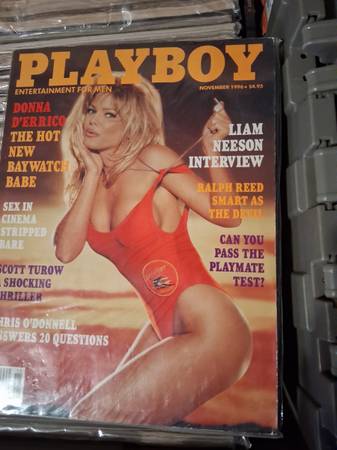 PLAYBOY
ENTERTAINMENT FOR MEN
NOVEMBER 1996 • $4.95
DONNA
D'ERRICO
THE HOT
NEW
BAYWATCH
BABE
SEX IN
CINEMA
STRIPPED
BARE
SCOTT TUROW
SHOCKING
THRILLER
CHRIS O'DONNELL
ANSWERS 20 QUESTIONS
LIAM
NEESON
INTERVIEW
RALPH REED
SMART AS
THE DEVIL
CAN YOU
PASS THE
PLAYMATE
TEST?